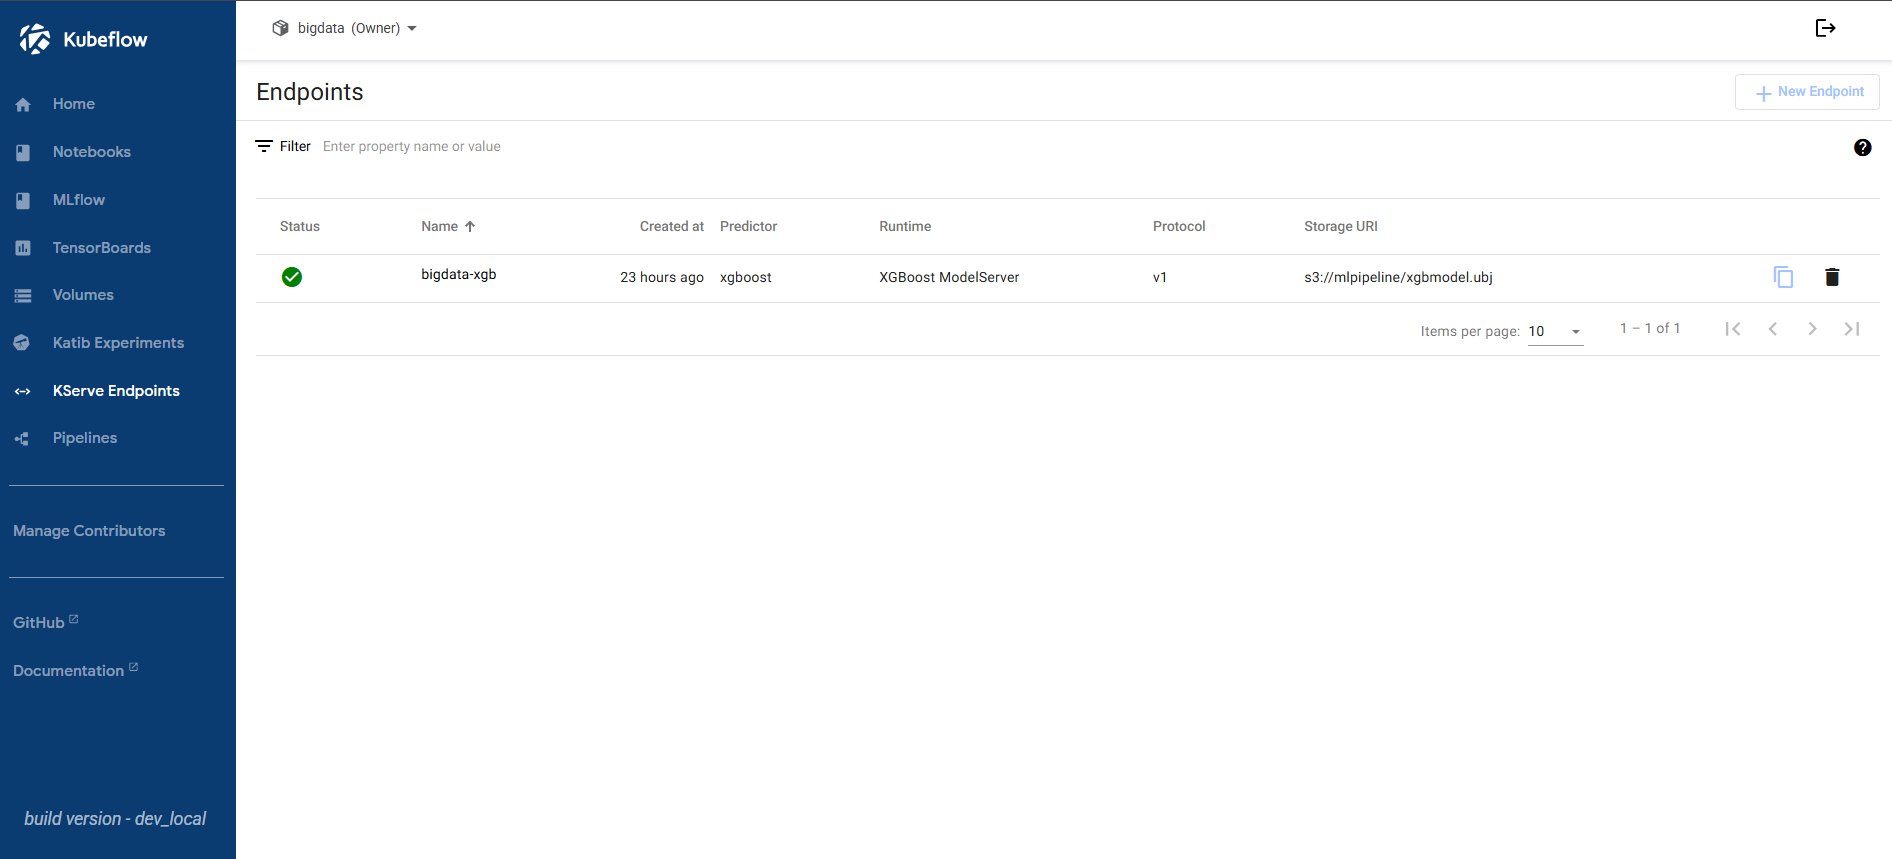 Kubeflow
bigdata (Owner)
Home
Notebooks
MLflow
TensorBoards
Volumes
Katib Experiments
KServe Endpoints
Pipelines
Manage Contributors
GitHub
Documentation
build version - dev_local
Endpoints
New Endpoint
Filter Enter property name or value
Status Name Created at Predictor Runtime Protocol Storage URI
bigdata-xgb 23 hours ago xgboost XGBoost ModelServer v1 s3://mlpipeline/xgbmodel.ubj
Items per page: 10 1 – 1 of 1